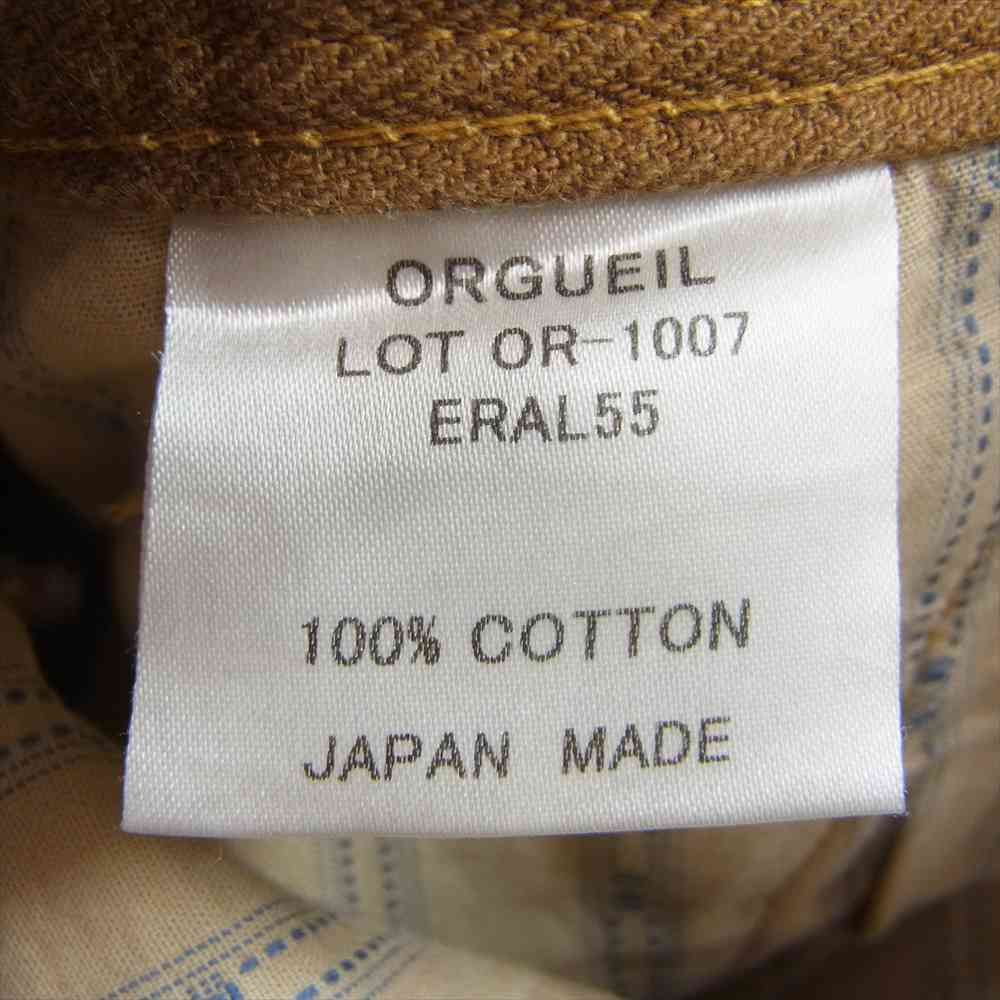 ORGUEIL
LOT OR-1007
ERAL55
100% COTTON
JAPAN MADE